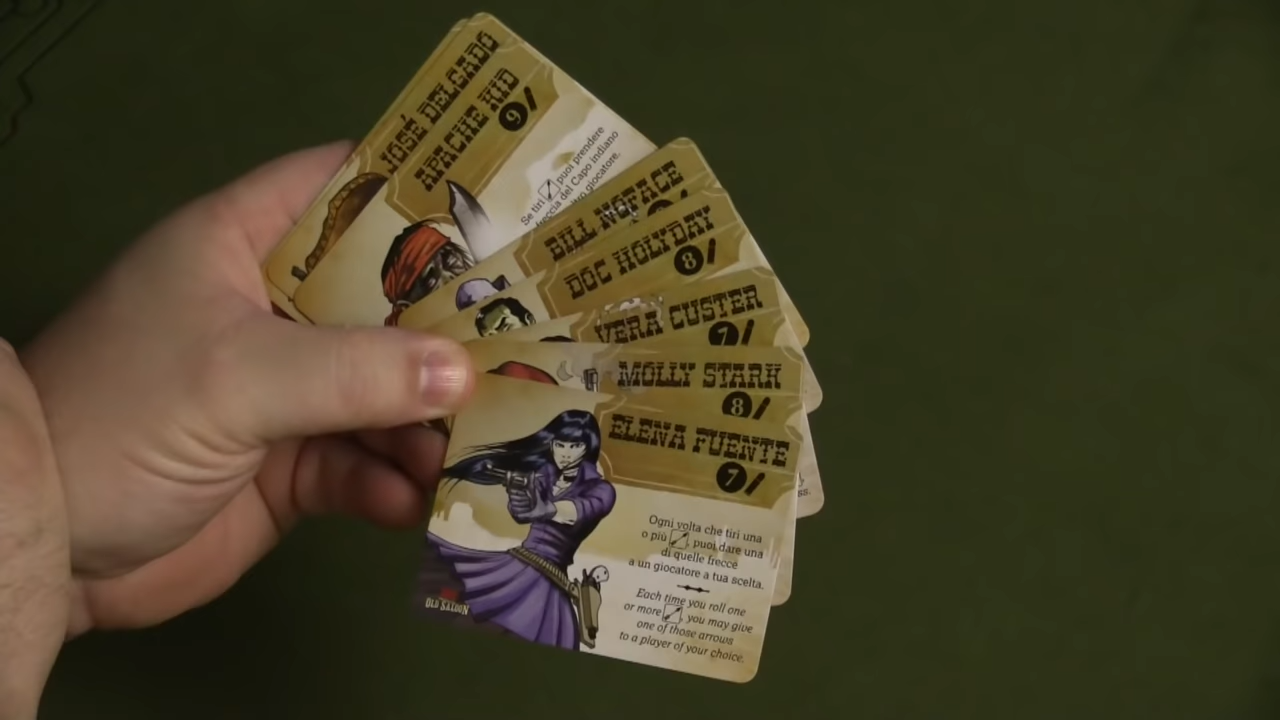 JOSÉ DELGADO
APACHE KID
9/
Se tiri puoi prendere
freccia del Capo indiano
giocatore.
BILL NOFACE
DOC HOLYDAY
8/
VERA CUSTER
7/
MOLLY STARK
8/
ELENA FUENTE
7/
Ogni volta che tiri una
o più , puoi dare una
di quelle frecce
a un giocatore a tua scelta.
Each time you roll one
or more , you may give
one of those arrows
to a player of your choice.
OLD SALOON
ss.